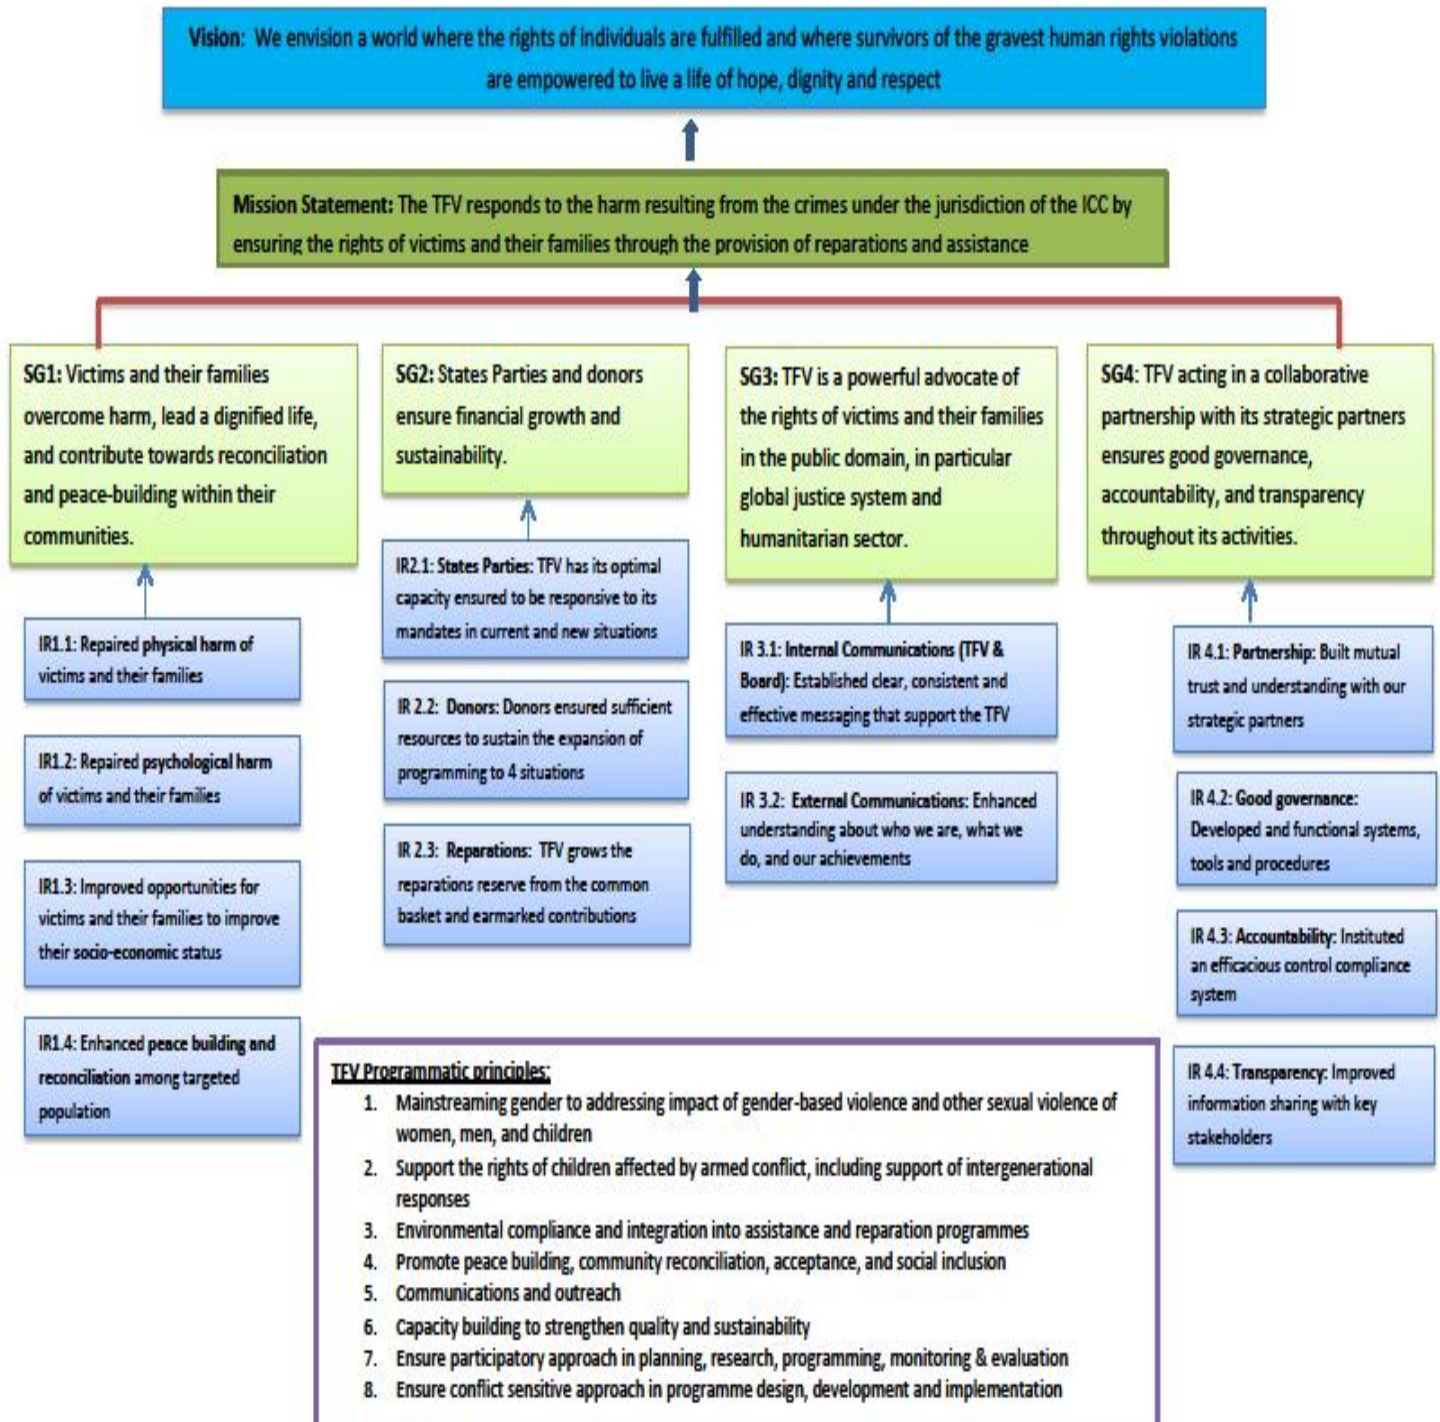 Vision: We envision a world where the rights of individuals are fulfilled and where survivors of the gravest human rights violations
are empowered to live a life of hope, dignity and respect
Mission Statement: The TFV responds to the harm resulting from the crimes under the jurisdiction of the ICC by
ensuring the rights of victims and their families through the provision of reparations and assistance
SG1: Victims and their families
overcome harm, lead a dignified life,
and contribute towards reconciliation
and peace-building within their
communities.
IR1.1: Repaired physical harm of
victims and their families
IR1.2: Repaired psychological harm
of victims and their families
IR1.3: Improved opportunities for
victims and their families to improve
their socio-economic status
IR1.4: Enhanced peace building and
reconciliation among targeted
population
SG2: States Parties and donors
ensure financial growth and
sustainability.
IR2.1: States Parties: TFV has its optimal
capacity ensured to be responsive to its
mandates in current and new situations
IR 2.2: Donors: Donors ensured sufficient
resources to sustain the expansion of
programming to 4 situations
IR 2.3: Reparations: TFV grows the
reparations reserve from the common
basket and earmarked contributions
SG3: TFV is a powerful advocate of
the rights of victims and their families
in the public domain, in particular
global justice system and
humanitarian sector.
IR 3.1: Internal Communications (TFV &
Board): Established clear, consistent and
effective messaging that support the TFV
IR 3.2: External Communications: Enhanced
understanding about who we are, what we
do, and our achievements
SG4: TFV acting in a collaborative
partnership with its strategic partners
ensures good governance,
accountability, and transparency
throughout its activities.
IR 4.1: Partnership: Built mutual
trust and understanding with our
strategic partners
IR 4.2: Good governance:
Developed and functional systems,
tools and procedures
IR 4.3: Accountability: Instituted
an efficacious control compliance
system
IR 4.4: Transparency: Improved
information sharing with key
stakeholders
TFV Programmatic principles:
1. Mainstreaming gender to addressing impact of gender-based violence and other sexual violence of
women, men, and children
2. Support the rights of children affected by armed conflict, including support of intergenerational
responses
3. Environmental compliance and integration into assistance and reparation programmes
4. Promote peace building, community reconciliation, acceptance, and social inclusion
5. Communications and outreach
6. Capacity building to strengthen quality and sustainability
7. Ensure participatory approach in planning, research, programming, monitoring & evaluation
8. Ensure conflict sensitive approach in programme design, development and implementation